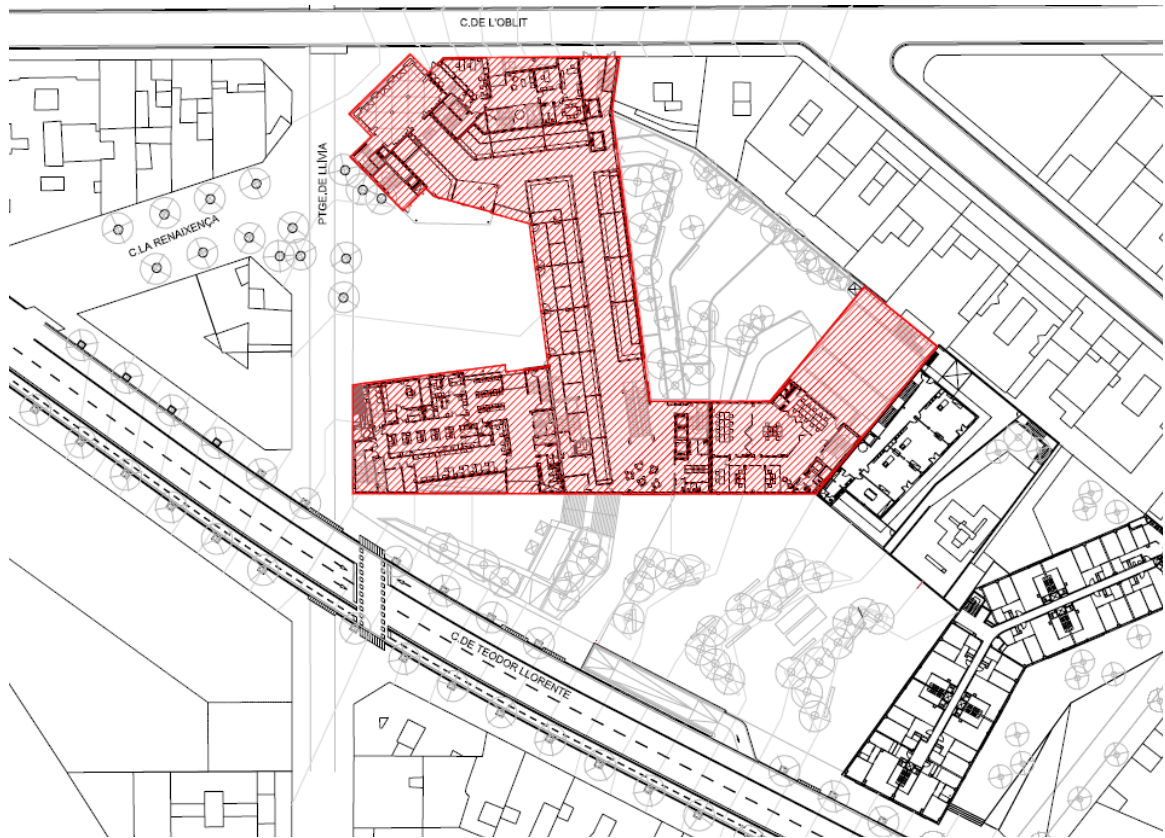 C.DE L'OBLIT
PTGE.DE LLIMA
C.LA RENAIXENÇA
C.DE TEODOR LLORENTE